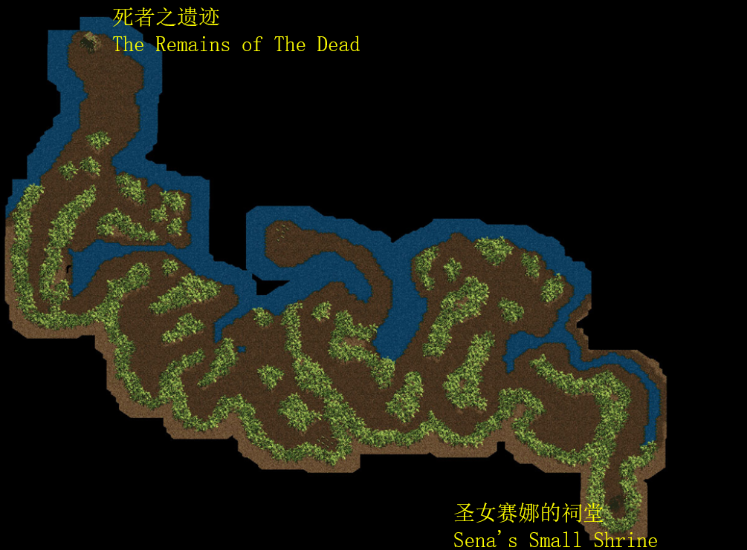 死者之遗迹
The Remains of The Dead
圣女赛娜的祠堂
Sena's Small Shrine